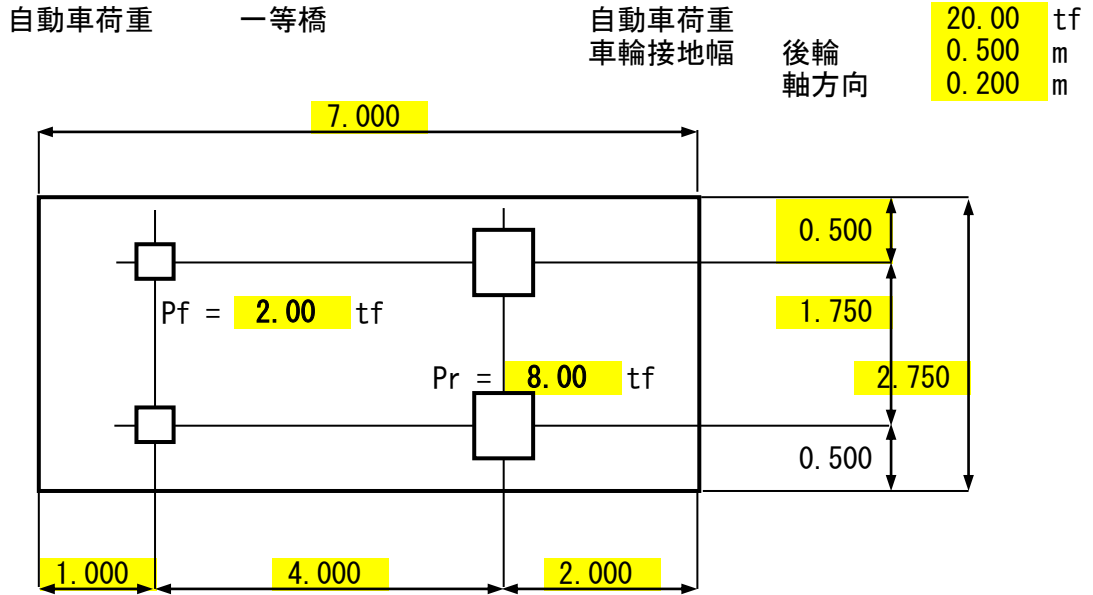 自動車荷重 一等橋 自動車荷重 20.00 tf
車輪接地幅 後輪 0.500 m
軸方向 0.200 m
7.000
0.500
Pf = 2.00 tf 1.750
Pr = 8.00 tf 2.750
0.500
1.000 4.000 2.000